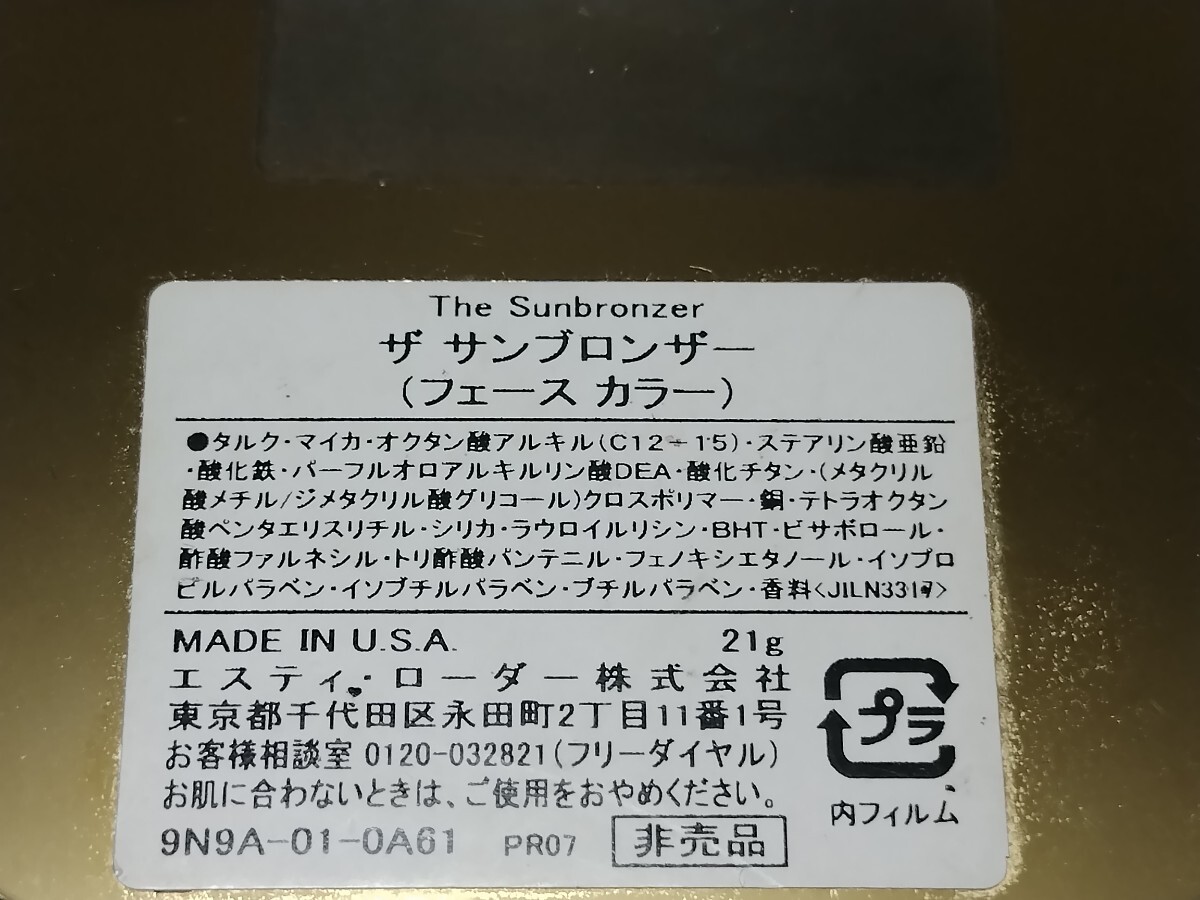 The Sunbronzer
ザ サンブロンザー
(フェース カラー)
●タルク・マイカ・オクタン酸アルキル(C12-15)・ステアリン酸亜鉛
・酸化鉄・パーフルオロアルキルリン酸DEA・酸化チタン・(メタクリル
酸メチル/ジメタクリル酸グリコール)クロスポリマー・銅・テトラオクタン
酸ペンタエリスリチル・シリカ・ラウロイルリシン・BHT・ビサボロール・
酢酸ファルネシル・トリ酢酸パンテニル・フェノキシエタノール・イソプロ
ピルパラベン・イソブチルパラベン・ブチルパラベン・香料<JILN3317>
MADE IN U.S.A. 21g
エスティ・ローダー株式会社
東京都千代田区永田町2丁目11番1号
お客様相談室 0120-032821(フリーダイヤル)
お肌に合わないときは、ご使用をおやめください。
9N9A-01-0A61 PR07 非売品
プラ
内フィルム